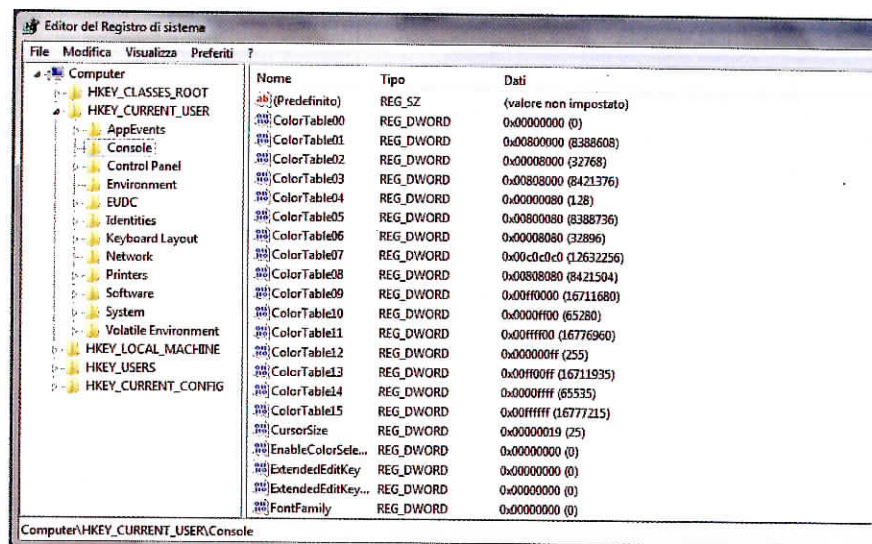 Editor del Registro di sistema
File Modifica Visualizza Preferiti ?
Computer
HKEY_CLASSES_ROOT
HKEY_CURRENT_USER
AppEvents
Console
Control Panel
Environment
EUDC
Identities
Keyboard Layout
Network
Printers
Software
System
Volatile Environment
HKEY_LOCAL_MACHINE
HKEY_USERS
HKEY_CURRENT_CONFIG
Nome Tipo Dati
(Predefinito) REG_SZ (valore non impostato)
ColorTable00 REG_DWORD 0x00000000 (0)
ColorTable01 REG_DWORD 0x00800000 (8388608)
ColorTable02 REG_DWORD 0x00008000 (32768)
ColorTable03 REG_DWORD 0x00808000 (8421376)
ColorTable04 REG_DWORD 0x00000080 (128)
ColorTable05 REG_DWORD 0x00800080 (8388736)
ColorTable06 REG_DWORD 0x00008080 (32896)
ColorTable07 REG_DWORD 0x00c0c0c0 (12632256)
ColorTable08 REG_DWORD 0x00808080 (8421504)
ColorTable09 REG_DWORD 0x00ff0000 (16711680)
ColorTable10 REG_DWORD 0x0000ff00 (65280)
ColorTable11 REG_DWORD 0x00ffff00 (16776960)
ColorTable12 REG_DWORD 0x000000ff (255)
ColorTable13 REG_DWORD 0x00ff00ff (16711935)
ColorTable14 REG_DWORD 0x0000ffff (65535)
ColorTable15 REG_DWORD 0x00ffffff (16777215)
CursorSize REG_DWORD 0x00000019 (25)
EnableColorSele... REG_DWORD 0x00000000 (0)
ExtendedEditKey REG_DWORD 0x00000000 (0)
ExtendedEditKey... REG_DWORD 0x00000000 (0)
FontFamily REG_DWORD 0x00000000 (0)
Computer\HKEY_CURRENT_USER\Console